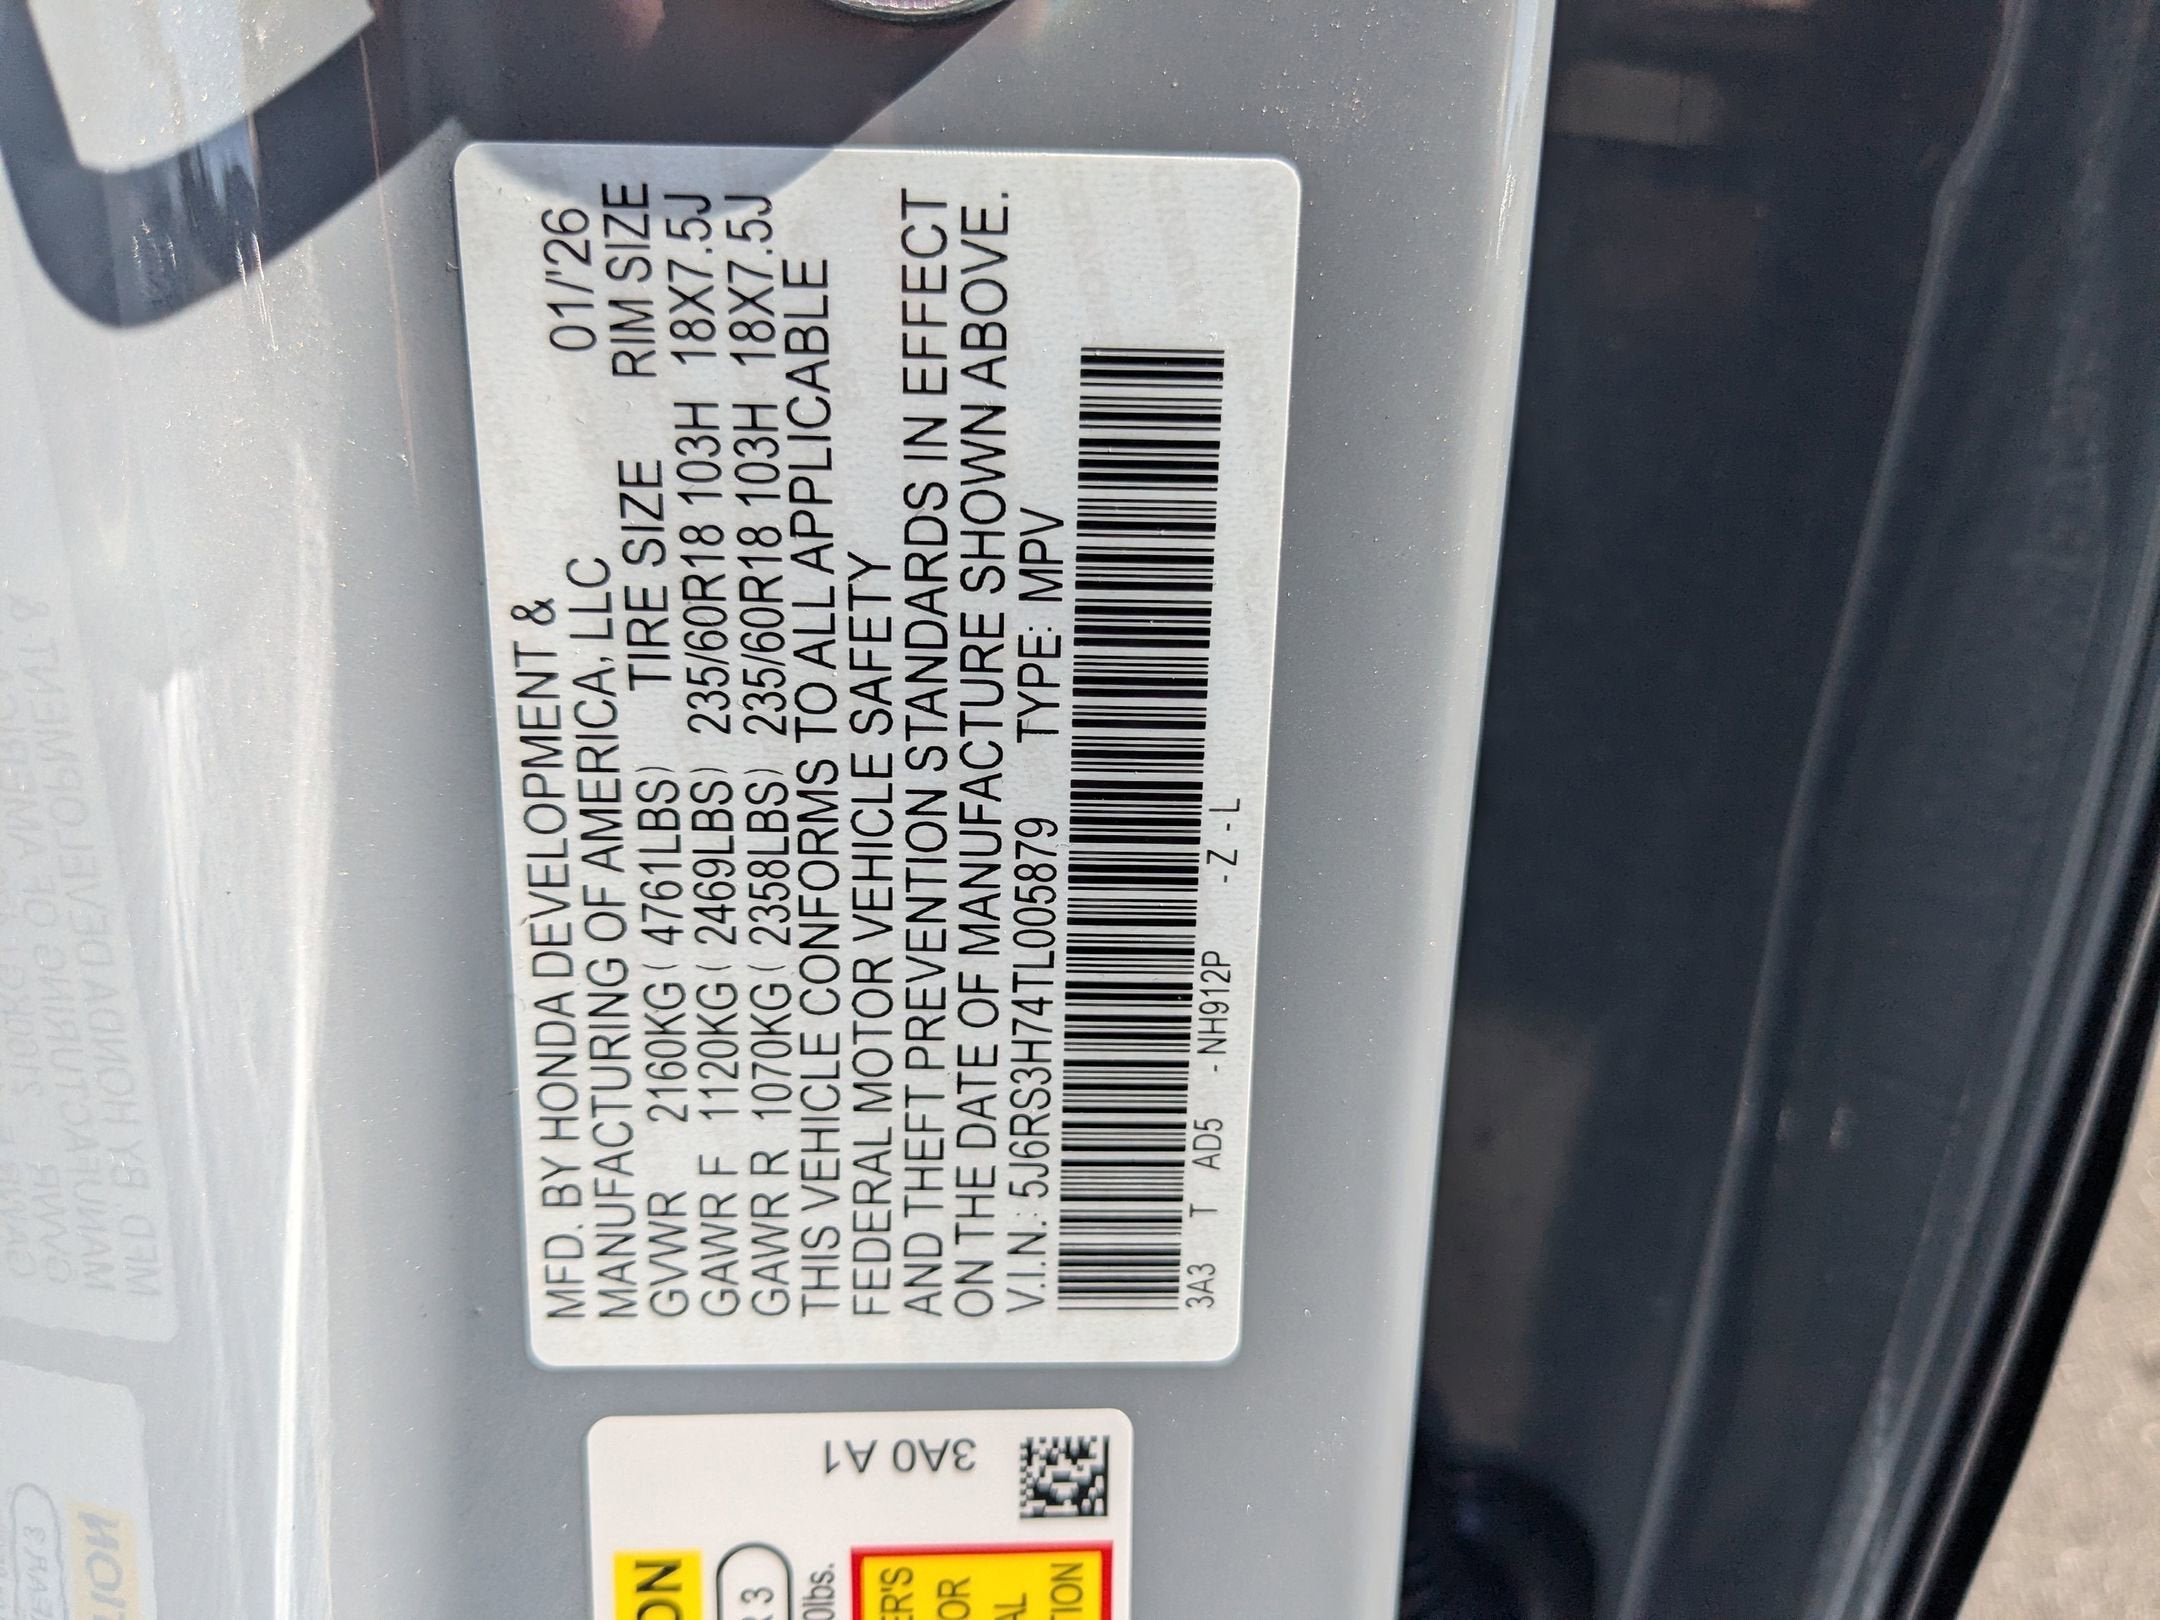 MFD. BY HONDA DEVELOPMENT &
MANUFACTURING OF AMERICA, LLC 01/'26
TIRE SIZE RIM SIZE
GVWR 2160KG ( 4761LBS)
GAWR F 1120KG ( 2469LBS) 235/60R18 103H 18X7.5J
GAWR R 1070KG ( 2358LBS) 235/60R18 103H 18X7.5J
THIS VEHICLE CONFORMS TO ALL APPLICABLE
FEDERAL MOTOR VEHICLE SAFETY
AND THEFT PREVENTION STANDARDS IN EFFECT
ON THE DATE OF MANUFACTURE SHOWN ABOVE.
V.I.N.: 5J6RS3H74TL005879 TYPE: MPV
3A3 T AD5 - NH912P - Z - L
3A0 A1